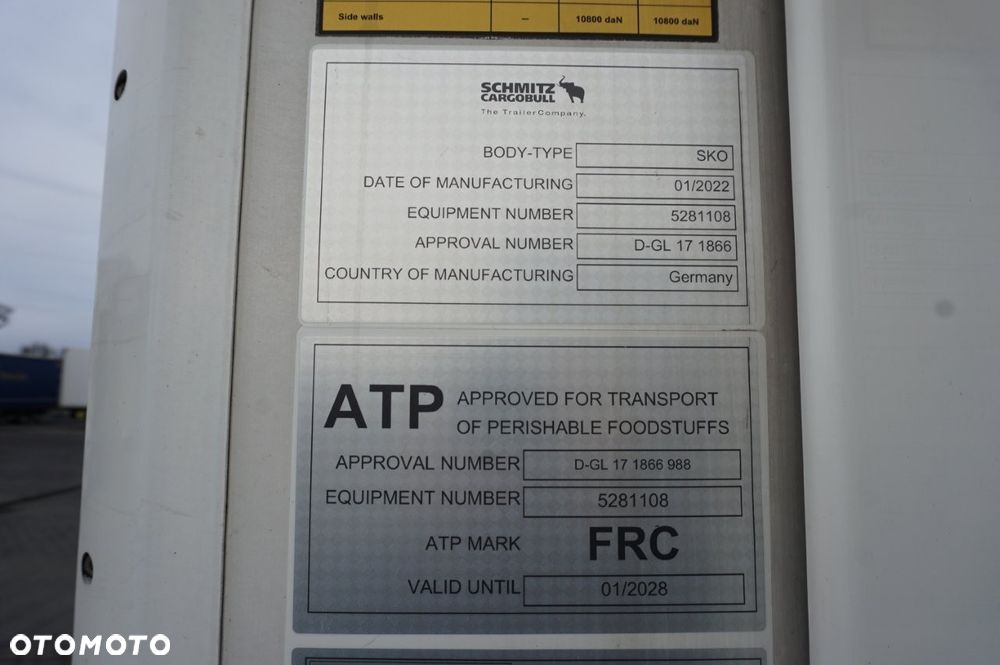 Side walls – 10800 daN 10800 daN
SCHMITZ
CARGOBULL
The TrailerCompany.
BODY-TYPE SKO
DATE OF MANUFACTURING 01/2022
EQUIPMENT NUMBER 5281108
APPROVAL NUMBER D-GL 17 1866
COUNTRY OF MANUFACTURING Germany
ATP APPROVED FOR TRANSPORT
OF PERISHABLE FOODSTUFFS
APPROVAL NUMBER D-GL 17 1866 988
EQUIPMENT NUMBER 5281108
ATP MARK FRC
VALID UNTIL 01/2028
OTOMOTO